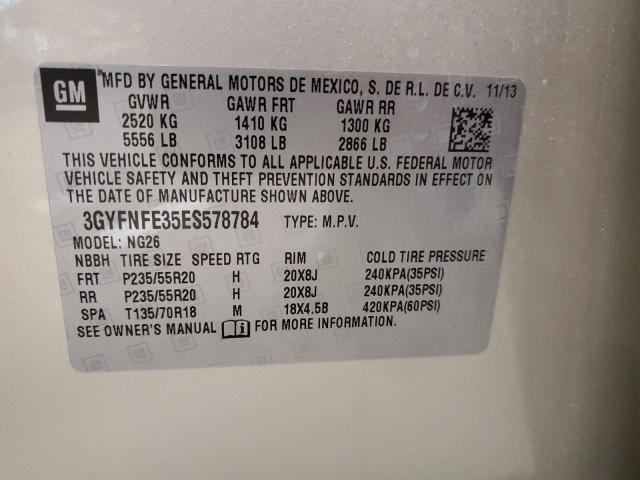 GM
MFD BY GENERAL MOTORS DE MEXICO, S. DE R.L. DE C.V. 11/13
GVWR GAWR FRT GAWR RR
2520 KG 1410 KG 1300 KG
5556 LB 3108 LB 2866 LB
THIS VEHICLE CONFORMS TO ALL APPLICABLE U.S. FEDERAL MOTOR
VEHICLE SAFETY AND THEFT PREVENTION STANDARDS IN EFFECT ON
THE DATE OF MANUFACTURE SHOWN ABOVE.
3GYFNFE35ES578784 TYPE: M.P.V.
MODEL: NG26
NBBH TIRE SIZE SPEED RTG RIM COLD TIRE PRESSURE
FRT P235/55R20 H 20X8J 240KPA(35PSI)
RR P235/55R20 H 20X8J 240KPA(35PSI)
SPA T135/70R18 M 18X4.5B 420KPA(60PSI)
SEE OWNER'S MANUAL FOR MORE INFORMATION.